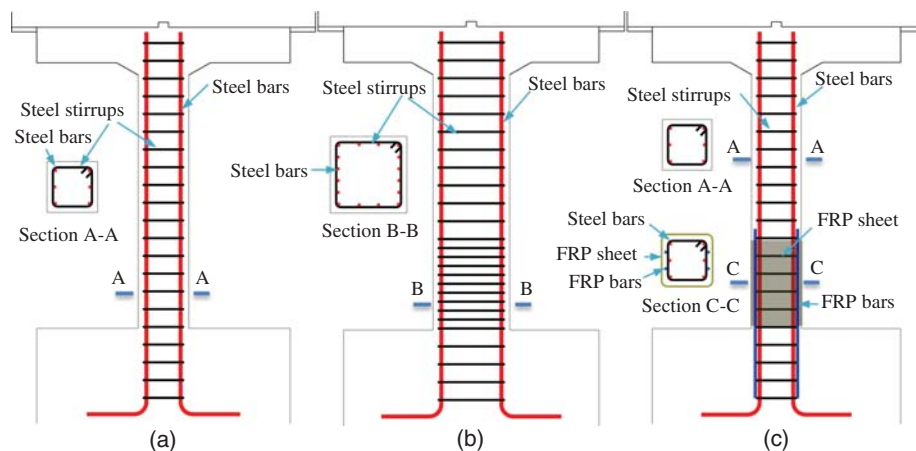 Steel stirrups
Steel bars
Steel bars
Section A-A
A
A
(a)
Steel stirrups
Steel bars
Steel bars
Section B-B
B
B
(b)
Steel bars
Steel stirrups
A
A
Section A-A
Steel bars
FRP sheet
FRP sheet
FRP bars
C
C
Section C-C
FRP bars
(c)